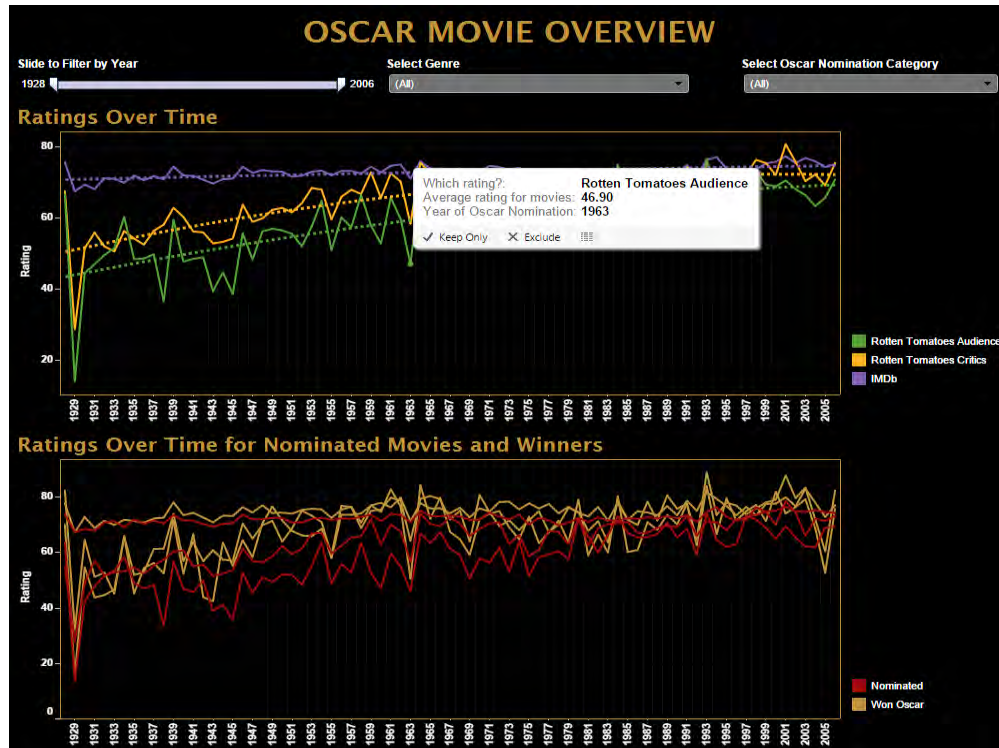 OSCAR MOVIE OVERVIEW
Slide to Filter by Year
Select Genre
Select Oscar Nomination Category
1928
2006
(All)
(All)
Ratings Over Time
80
60
40
20
Rating
Which rating?: Rotten Tomatoes Audience
Average rating for movies: 46.90
Year of Oscar Nomination: 1963
Keep Only Exclude
Rotten Tomatoes Audience
Rotten Tomatoes Critics
IMDb
1929 1931 1933 1935 1937 1939 1941 1943 1945 1947 1949 1951 1953 1955 1957 1959 1961 1963 1965 1967 1969 1971 1973 1975 1977 1979 1981 1983 1985 1987 1989 1991 1993 1995 1997 1999 2001 2003 2005
Ratings Over Time for Nominated Movies and Winners
80
60
40
20
0
Rating
Nominated
Won Oscar
1929 1931 1933 1935 1937 1939 1941 1943 1945 1947 1949 1951 1953 1955 1957 1959 1961 1963 1965 1967 1969 1971 1973 1975 1977 1979 1981 1983 1985 1987 1989 1991 1993 1995 1997 1999 2001 2003 2005